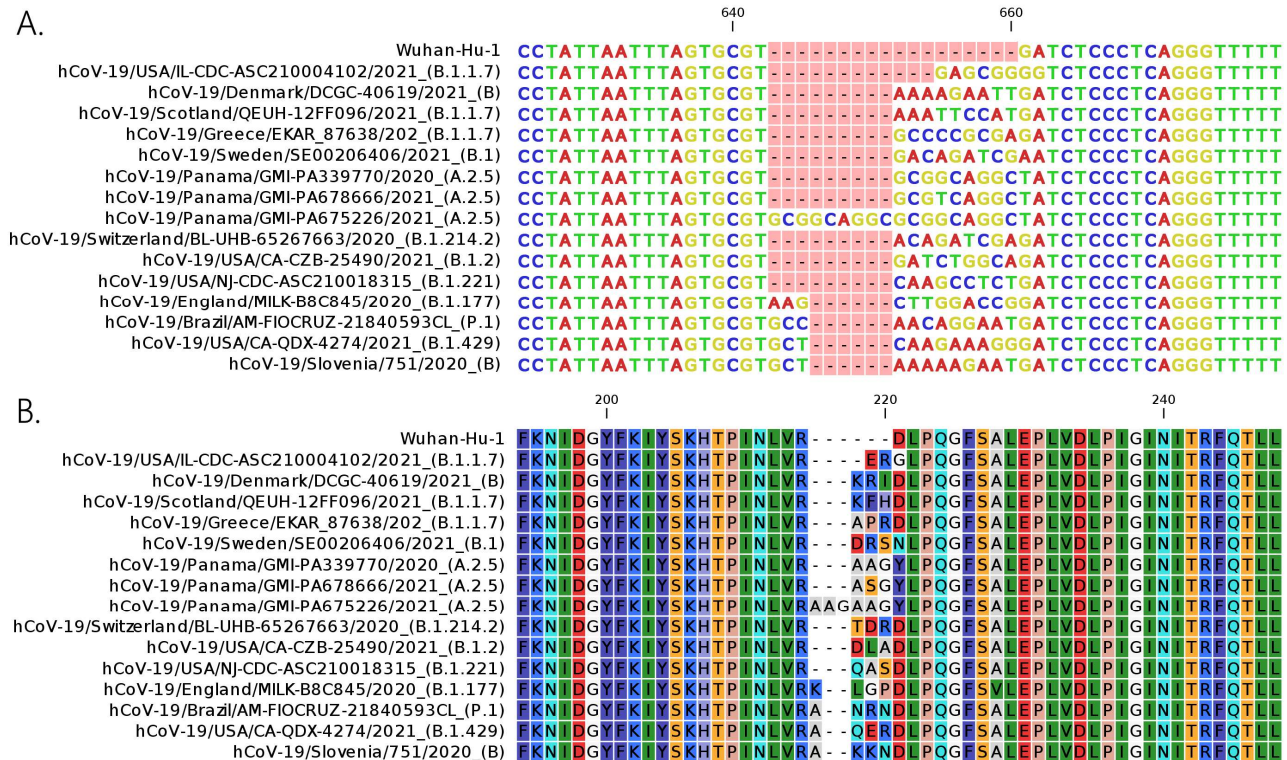 A.
640 660
Wuhan-Hu-1 CCTATTAATTTAGTGCGT------------------GATCTCCCTCAGGGTTTTT
hCoV-19/USA/IL-CDC-ASC210004102/2021_(B.1.1.7) CCTATTAATTTAGTGCGT------------GAGCGGGGTCTCCCTCAGGGTTTTT
hCoV-19/Denmark/DCGC-40619/2021_(B) CCTATTAATTTAGTGCGT---------AAAAGAATTGATCTCCCTCAGGGTTTTT
hCoV-19/Scotland/QEUH-12FF096/2021_(B.1.1.7) CCTATTAATTTAGTGCGT---------AAATTCCATGATCTCCCTCAGGGTTTTT
hCoV-19/Greece/EKAR_87638/202_(B.1.1.7) CCTATTAATTTAGTGCGT---------GCCCCGCGAGATCTCCCTCAGGGTTTTT
hCoV-19/Sweden/SE00206406/2021_(B.1) CCTATTAATTTAGTGCGT---------GACAGATCGAATCTCCCTCAGGGTTTTT
hCoV-19/Panama/GMI-PA339770/2020_(A.2.5) CCTATTAATTTAGTGCGT---------GCGGCAGGCTATCTCCCTCAGGGTTTTT
hCoV-19/Panama/GMI-PA678666/2021_(A.2.5) CCTATTAATTTAGTGCGT---------GCGTCAGGCTATCTCCCTCAGGGTTTTT
hCoV-19/Panama/GMI-PA675226/2021_(A.2.5) CCTATTAATTTAGTGCGTGCGGCAGGCGCGGCAGGCTATCTCCCTCAGGGTTTTT
hCoV-19/Switzerland/BL-UHB-65267663/2020_(B.1.214.2) CCTATTAATTTAGTGCGT---------ACAGATCGAGATCTCCCTCAGGGTTTTT
hCoV-19/USA/CA-CZB-25490/2021_(B.1.2) CCTATTAATTTAGTGCGT---------GATCTGGCAGATCTCCCTCAGGGTTTTT
hCoV-19/USA/NJ-CDC-ASC210018315_(B.1.221) CCTATTAATTTAGTGCGT---------CAAGCCTCTGATCTCCCTCAGGGTTTTT
hCoV-19/England/MILK-B8C845/2020_(B.1.177) CCTATTAATTTAGTGCGTAAG------CTTGGACCGGATCTCCCTCAGGGTTTTT
hCoV-19/Brazil/AM-FIOCRUZ-21840593CL_(P.1) CCTATTAATTTAGTGCGTGCC------AACAGGAATGATCTCCCTCAGGGTTTTT
hCoV-19/USA/CA-QDX-4274/2021_(B.1.429) CCTATTAATTTAGTGCGTGCT------CAAGAAAGGGATCTCCCTCAGGGTTTTT
hCoV-19/Slovenia/751/2020_(B) CCTATTAATTTAGTGCGTGCT------AAAAAGAATGATCTCCCTCAGGGTTTTT
B.
200 220 240
Wuhan-Hu-1 FKNIDGYFKIYSKHTPINLVR------DLPQGFSALEPLVDLPIGINITRFQTLL
hCoV-19/USA/IL-CDC-ASC210004102/2021_(B.1.1.7) FKNIDGYFKIYSKHTPINLVR----ERGLPQGFSALEPLVDLPIGINITRFQTLL
hCoV-19/Denmark/DCGC-40619/2021_(B) FKNIDGYFKIYSKHTPINLVR---KRIDLPQGFSALEPLVDLPIGINITRFQTLL
hCoV-19/Scotland/QEUH-12FF096/2021_(B.1.1.7) FKNIDGYFKIYSKHTPINLVR---KFHDLPQGFSALEPLVDLPIGINITRFQTLL
hCoV-19/Greece/EKAR_87638/202_(B.1.1.7) FKNIDGYFKIYSKHTPINLVR---APRDLPQGFSALEPLVDLPIGINITRFQTLL
hCoV-19/Sweden/SE00206406/2021_(B.1) FKNIDGYFKIYSKHTPINLVR---DRSNLPQGFSALEPLVDLPIGINITRFQTLL
hCoV-19/Panama/GMI-PA339770/2020_(A.2.5) FKNIDGYFKIYSKHTPINLVR---AAGYLPQGFSALEPLVDLPIGINITRFQTLL
hCoV-19/Panama/GMI-PA678666/2021_(A.2.5) FKNIDGYFKIYSKHTPINLVR---ASGYLPQGFSALEPLVDLPIGINITRFQTLL
hCoV-19/Panama/GMI-PA675226/2021_(A.2.5) FKNIDGYFKIYSKHTPINLVRAAGAAGYLPQGFSALEPLVDLPIGINITRFQTLL
hCoV-19/Switzerland/BL-UHB-65267663/2020_(B.1.214.2) FKNIDGYFKIYSKHTPINLVR---TDRDLPQGFSALEPLVDLPIGINITRFQTLL
hCoV-19/USA/CA-CZB-25490/2021_(B.1.2) FKNIDGYFKIYSKHTPINLVR---DLADLPQGFSALEPLVDLPIGINITRFQTLL
hCoV-19/USA/NJ-CDC-ASC210018315_(B.1.221) FKNIDGYFKIYSKHTPINLVR---QASDLPQGFSALEPLVDLPIGINITRFQTLL
hCoV-19/England/MILK-B8C845/2020_(B.1.177) FKNIDGYFKIYSKHTPINLVRK--LGPDLPQGFSVLEPLVDLPIGINITRFQTLL
hCoV-19/Brazil/AM-FIOCRUZ-21840593CL_(P.1) FKNIDGYFKIYSKHTPINLVRA--NRNDLPQGFSALEPLVDLPIGINITRFQTLL
hCoV-19/USA/CA-QDX-4274/2021_(B.1.429) FKNIDGYFKIYSKHTPINLVRA--QERDLPQGFSALEPLVDLPIGINITRFQTLL
hCoV-19/Slovenia/751/2020_(B) FKNIDGYFKIYSKHTPINLVRA--KKNDLPQGFSALEPLVDLPIGINITRFQTLL